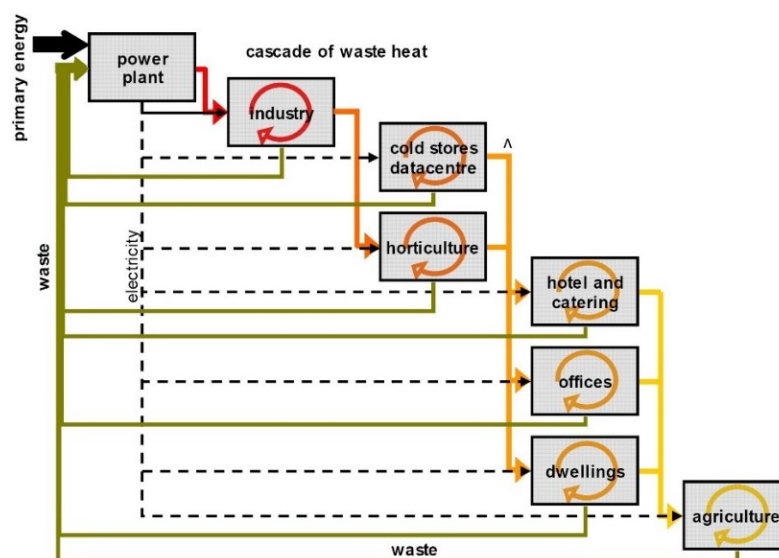 primary energy
power
plant
cascade of waste heat
industry
cold stores
datacentre
^
horticulture
electricity
waste
hotel and
catering
offices
dwellings
agriculture
waste